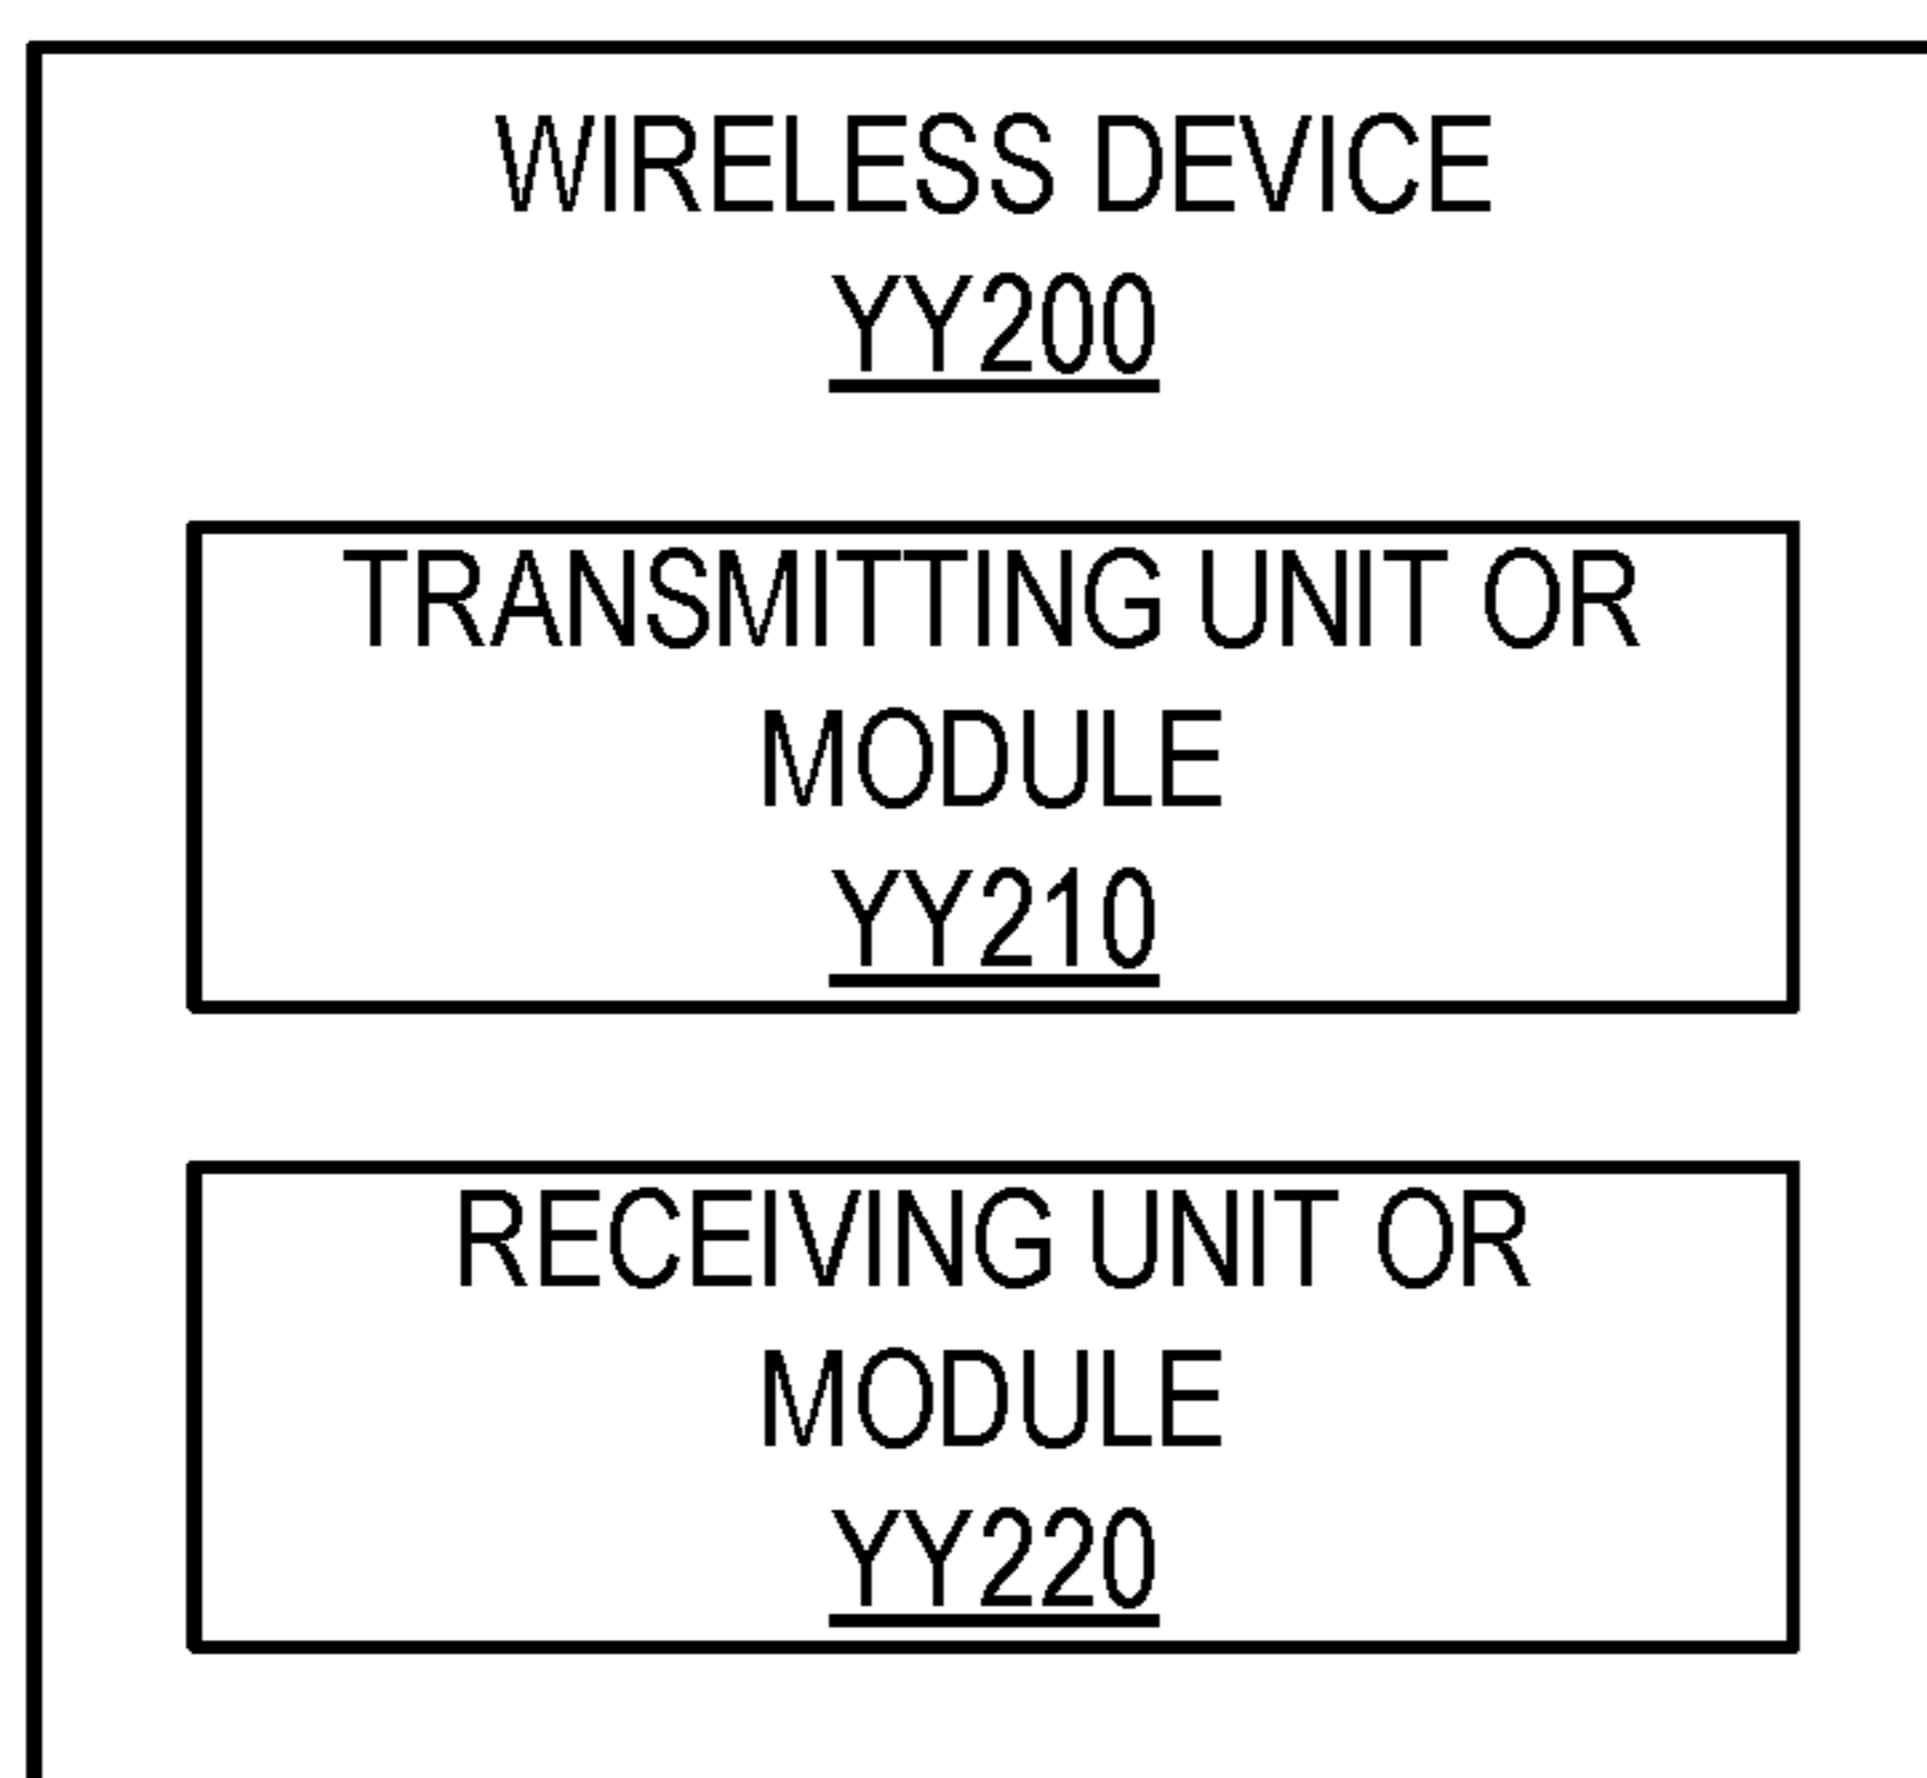 WIRELESS DEVICE
YY200
TRANSMITTING UNIT OR
MODULE
YY210
RECEIVING UNIT OR
MODULE
YY220